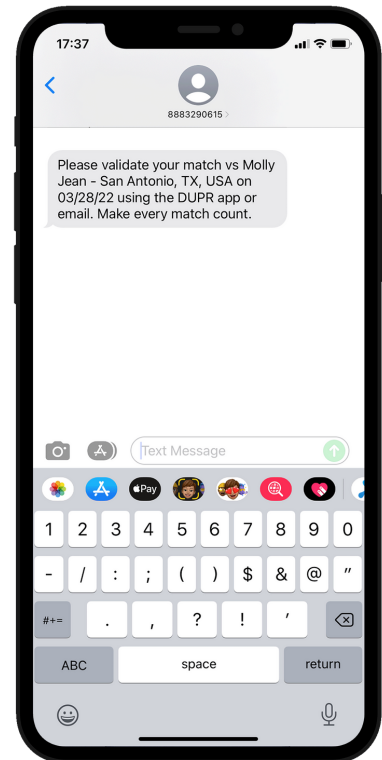 17:37
8883290615
Please validate your match vs Molly
Jean - San Antonio, TX, USA on
03/28/22 using the DUPR app or
email. Make every match count.
Text Message
Pay
1 2 3 4 5 6 7 8 9 0
- / : ; ( ) $ & @ "
#+= . , ? ! '
ABC space return